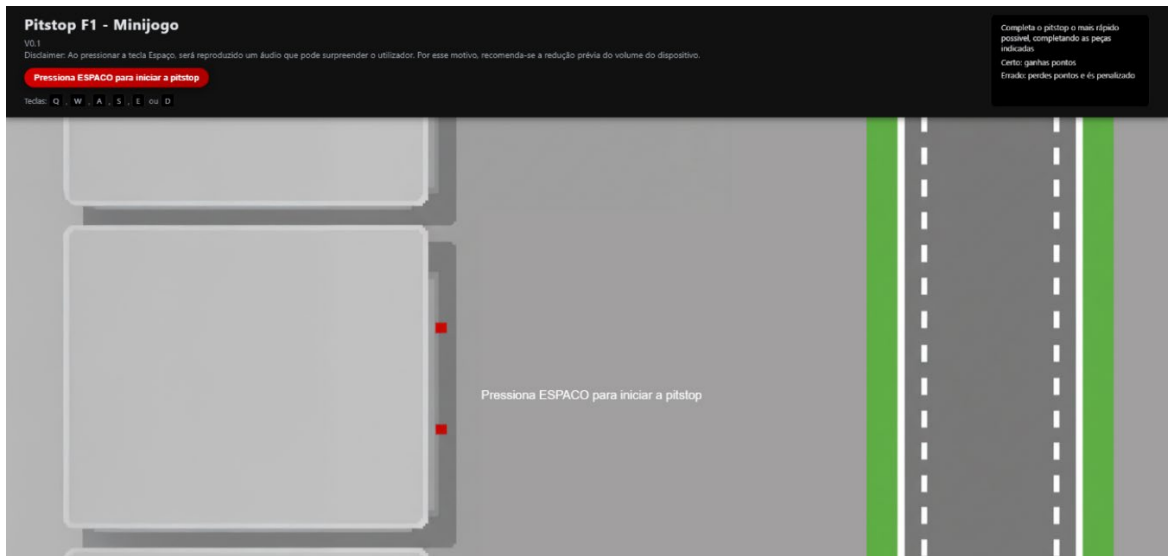 Pitstop F1 - Minijogo
V0.1
Disclaimer: Ao pressionar a tecla Espaço, será reproduzido um áudio que pode surpreender o utilizador. Por esse motivo, recomenda-se a redução prévia do volume do dispositivo.
Pressiona ESPACO para iniciar a pitstop
Teclas: Q , W , A , S , E ou D
Completa o pitstop o mais rápido
possível, completando as peças
indicadas
Certo: ganhas pontos
Errado: perdes pontos e és penalizado
Pressiona ESPACO para iniciar a pitstop